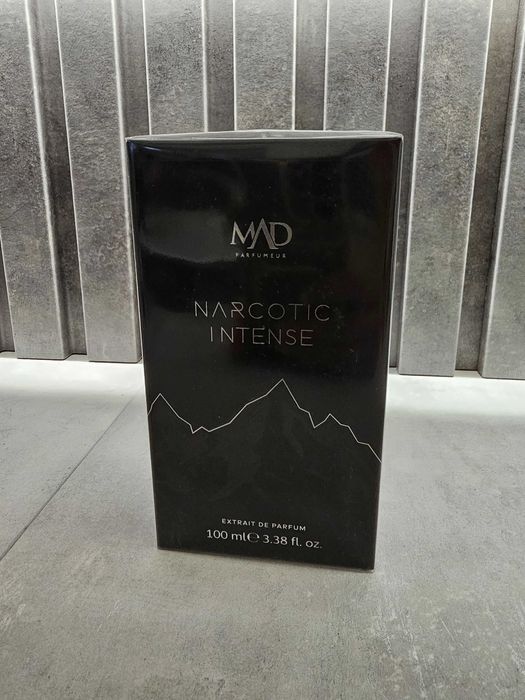 MAD
PARFUMEUR
NARCOTIC
INTENSE
EXTRAIT DE PARFUM
100 ml℮ 3.38 fl. oz.